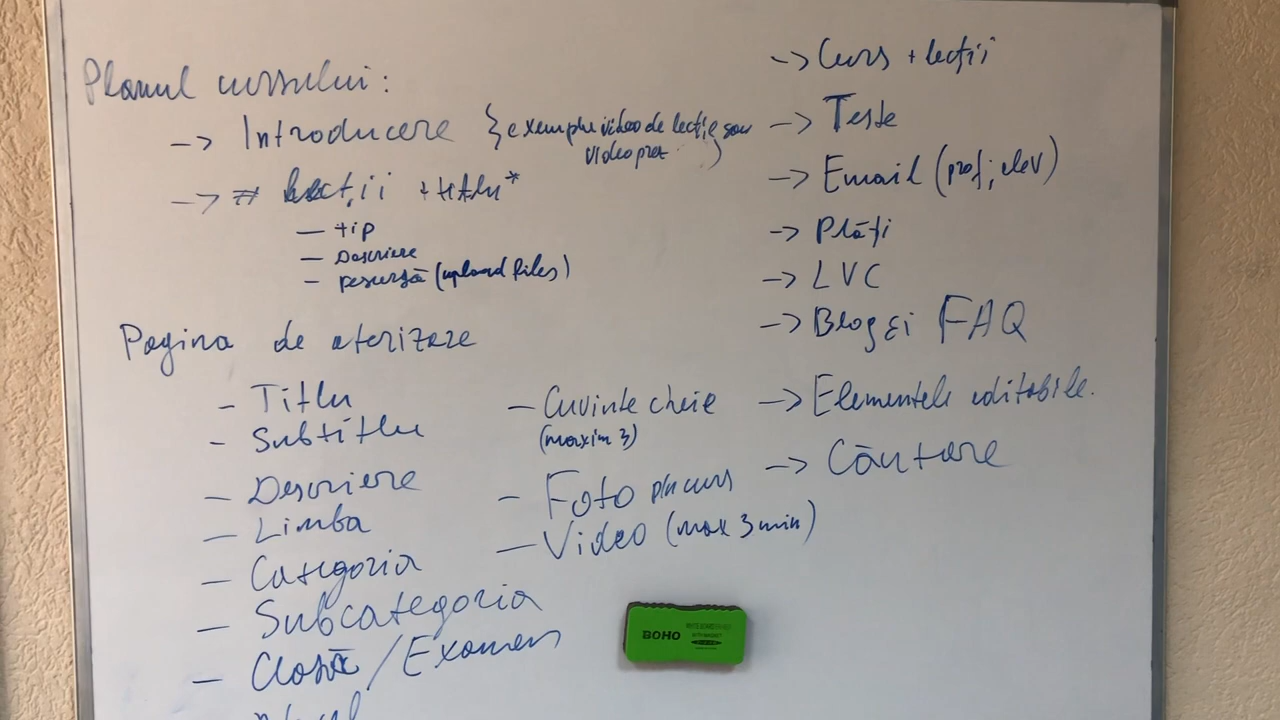 Planul cursului:
-> Introducere {exemplu video de lecție sau
video prez.}
-> # lecții + titlu*
— tip
— Descriere
— resursă (upload files)
Pagina de aterizare
— Titlu
— Subtitlu
— Descriere
— Limba
— Categoria
— Subcategoria
— Clasă / Examen
— Cuvinte cheie
(maxim 3)
— Foto pt curs
— Video (max 3 min)
-> Curs + lecții
-> Teste
-> Email (prof; elev)
-> Plăți
-> LVC
-> Blog și FAQ
-> Elementele editabile.
-> Căutare
BOHO